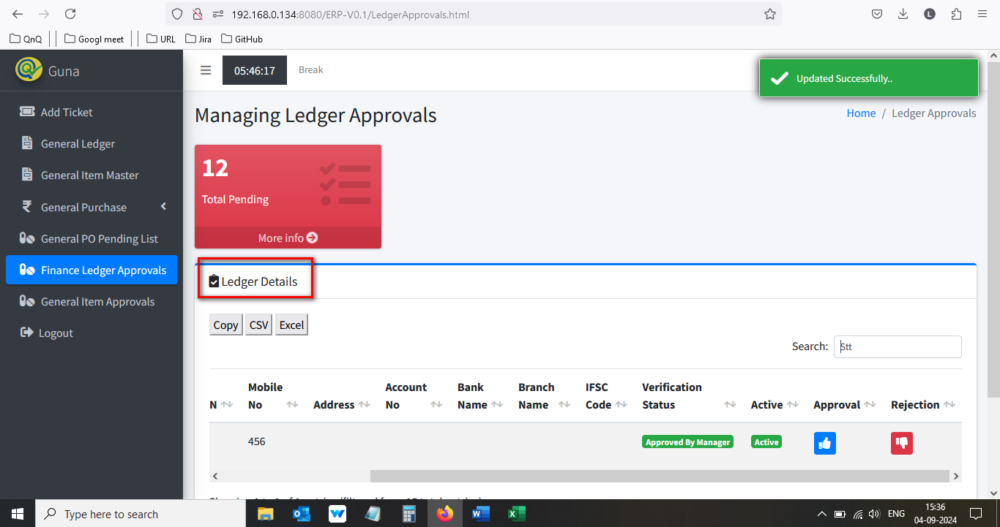 192.168.0.134:8080/ERP-V0.1/LedgerApprovals.html
QnQ
Googl meet
URL
Jira
GitHub
Guna
05:46:17
Break
Updated Successfully..
Add Ticket
General Ledger
General Item Master
General Purchase
General PO Pending List
Finance Ledger Approvals
General Item Approvals
Logout
Managing Ledger Approvals
Home / Ledger Approvals
12
Total Pending
More info
Ledger Details
Copy
CSV
Excel
Search:
Stt
N
Mobile
No
Address
Account
No
Bank
Name
Branch
Name
IFSC
Code
Verification
Status
Active
Approval
Rejection
456
Approved By Manager
Active
Type here to search
ENG
15:36
04-09-2024